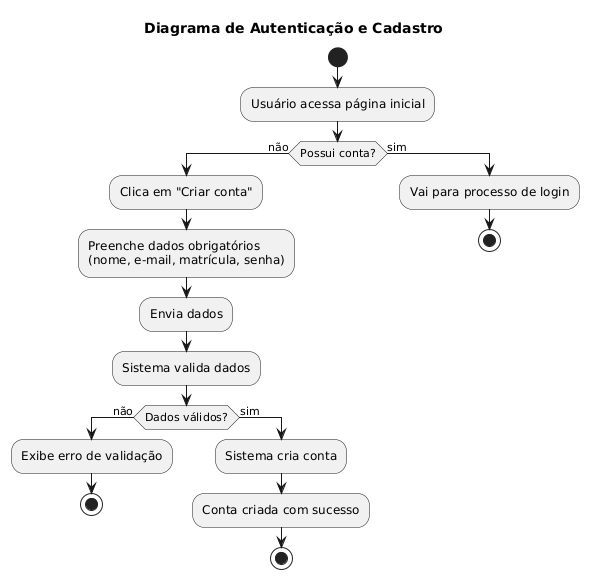 Diagrama de Autenticação e Cadastro
Usuário acessa página inicial
não
Possui conta?
sim
Clica em "Criar conta"
Vai para processo de login
Preenche dados obrigatórios
(nome, e-mail, matrícula, senha)
Envia dados
Sistema valida dados
não
Dados válidos?
sim
Exibe erro de validação
Sistema cria conta
Conta criada com sucesso